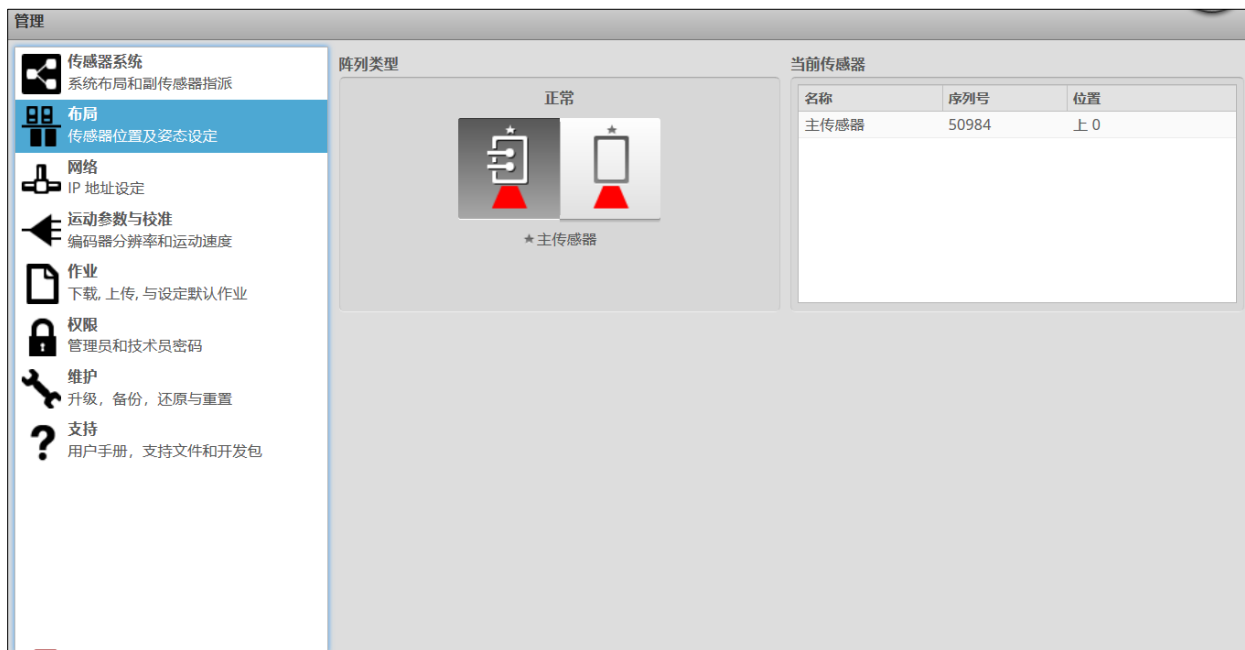 管理
传感器系统
系统布局和副传感器指派
布局
传感器位置及姿态设定
网络
IP 地址设定
运动参数与校准
编码器分辨率和运动速度
作业
下载, 上传, 与设定默认作业
权限
管理员和技术员密码
维护
升级，备份，还原与重置
支持
用户手册，支持文件和开发包
阵列类型
正常
★主传感器
当前传感器
名称 序列号 位置
主传感器 50984 上 0